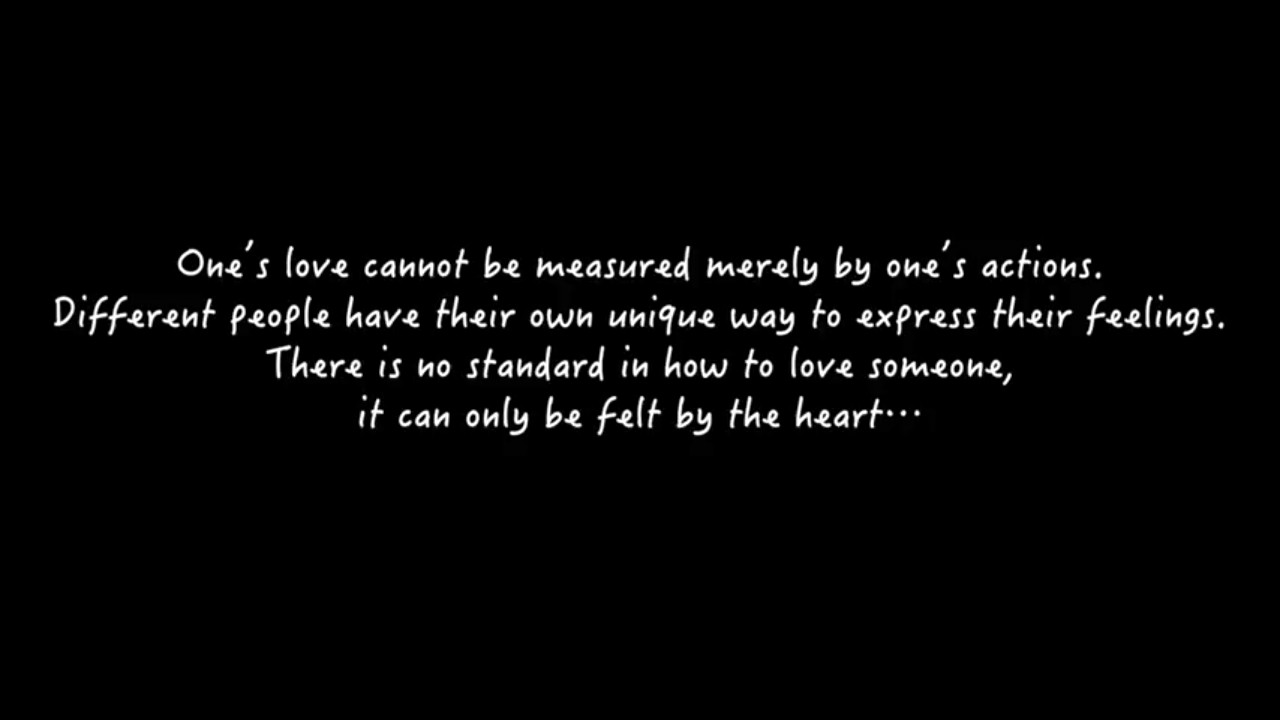 One's love cannot be measured merely by one's actions.
Different people have their own unique way to express their feelings.
There is no standard in how to love someone,
it can only be felt by the heart···